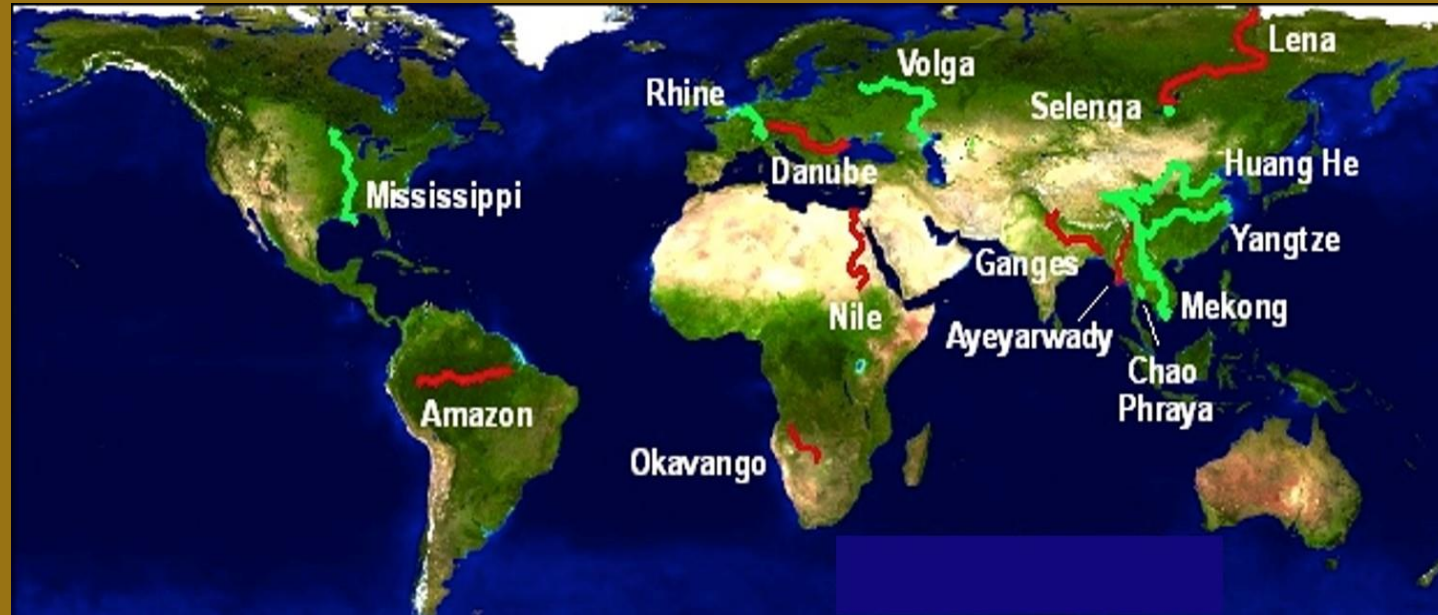 Lena
Volga
Rhine
Selenga
Danube
Huang He
Mississippi
Yangtze
Ganges
Nile
Mekong
Ayeyarwady
Chao
Phraya
Amazon
Okavango